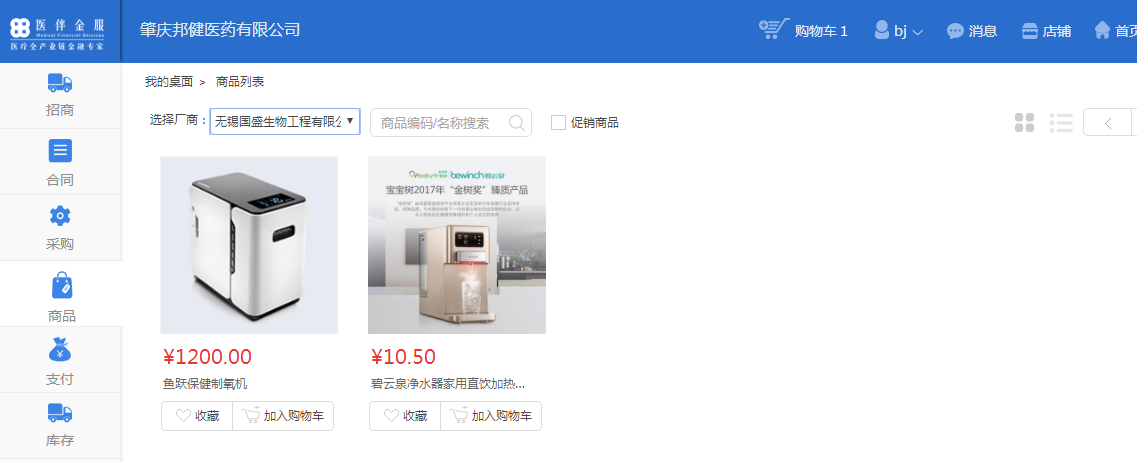 医伴金服
Medical Financial Services
医疗全产业链金融专家
肇庆邦健医药有限公司
购物车 1
bj
消息
店铺
首页
招商
合同
采购
商品
支付
库存
我的桌面 > 商品列表
选择厂商：
无锡国盛生物工程有限公
商品编码/名称搜索
促销商品
¥1200.00
鱼跃保健制氧机
收藏
加入购物车
babytree
bewinch碧云泉
宝宝树2017年“金树奖”臻质产品
¥10.50
碧云泉净水器家用直饮加热...
收藏
加入购物车